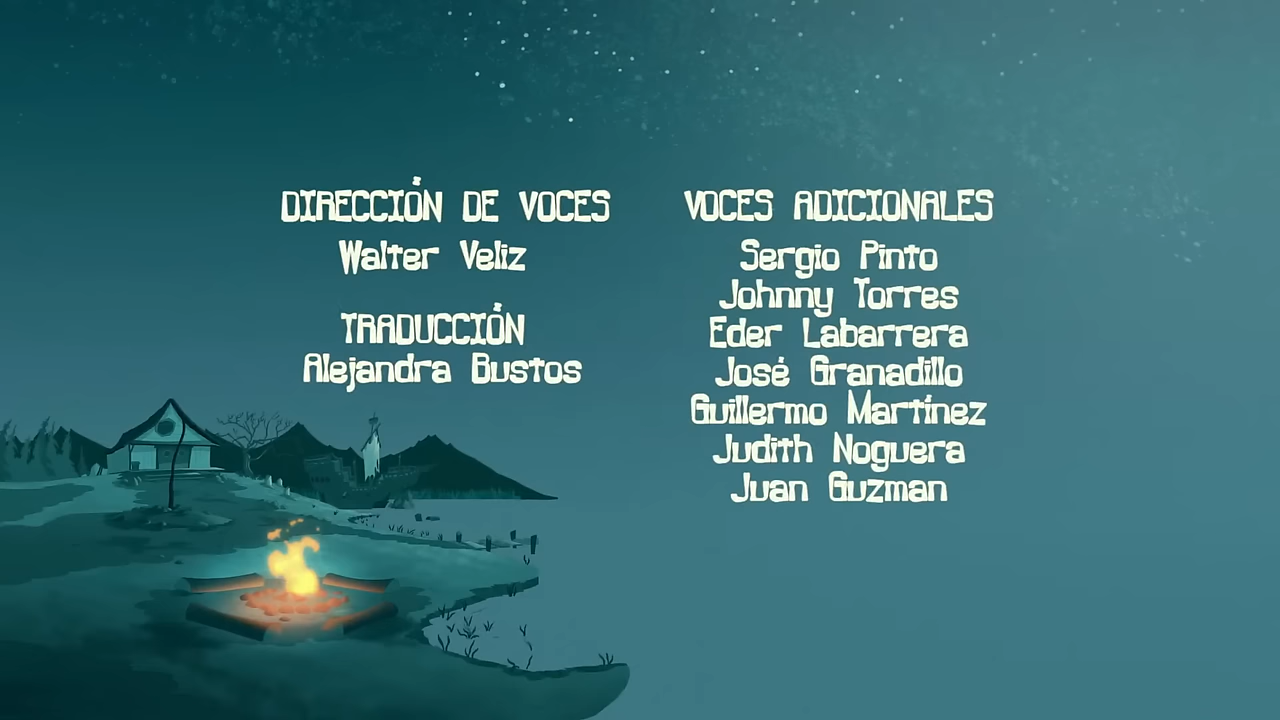 DIRECCIÓN DE VOCES
Walter Veliz
TRADUCCIÓN
Alejandra Bustos
VOCES ADICIONALES
Sergio Pinto
Johnny Torres
Eder Labarrera
José Granadillo
Guillermo Martínez
Judith Noguera
Juan Guzman